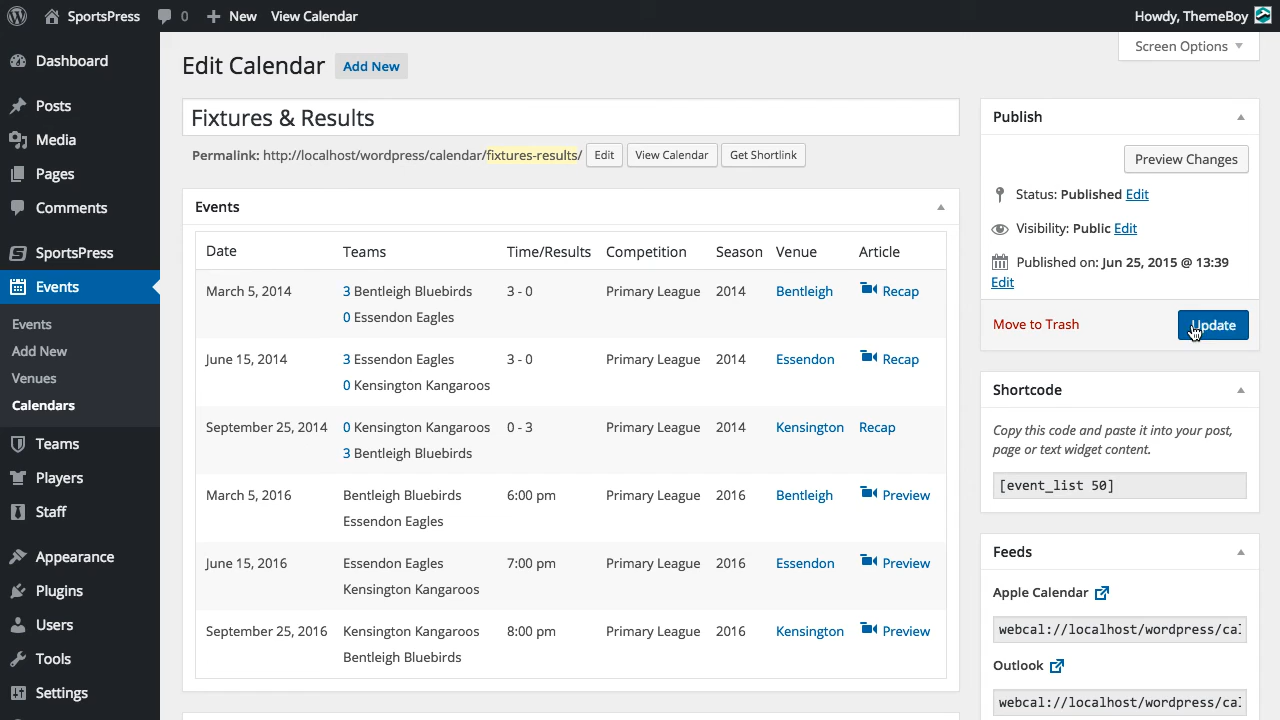 SportsPress 0 New View Calendar Howdy, ThemeBoy
Screen Options
Dashboard
Posts
Media
Pages
Comments
SportsPress
Events
Events
Add New
Venues
Calendars
Teams
Players
Staff
Appearance
Plugins
Users
Tools
Settings
Edit Calendar Add New
Fixtures & Results
Permalink: http://localhost/wordpress/calendar/fixtures-results/ Edit View Calendar Get Shortlink
Events
Date Teams Time/Results Competition Season Venue Article
March 5, 2014 3 Bentleigh Bluebirds 3 - 0 Primary League 2014 Bentleigh Recap
0 Essendon Eagles
June 15, 2014 3 Essendon Eagles 3 - 0 Primary League 2014 Essendon Recap
0 Kensington Kangaroos
September 25, 2014 0 Kensington Kangaroos 0 - 3 Primary League 2014 Kensington Recap
3 Bentleigh Bluebirds
March 5, 2016 Bentleigh Bluebirds 6:00 pm Primary League 2016 Bentleigh Preview
Essendon Eagles
June 15, 2016 Essendon Eagles 7:00 pm Primary League 2016 Essendon Preview
Kensington Kangaroos
September 25, 2016 Kensington Kangaroos 8:00 pm Primary League 2016 Kensington Preview
Bentleigh Bluebirds
Publish
Preview Changes
Status: Published Edit
Visibility: Public Edit
Published on: Jun 25, 2015 @ 13:39
Edit
Move to Trash Update
Shortcode
Copy this code and paste it into your post,
page or text widget content.
[event_list 50]
Feeds
Apple Calendar
webcal://localhost/wordpress/cal
Outlook
webcal://localhost/wordpress/cal